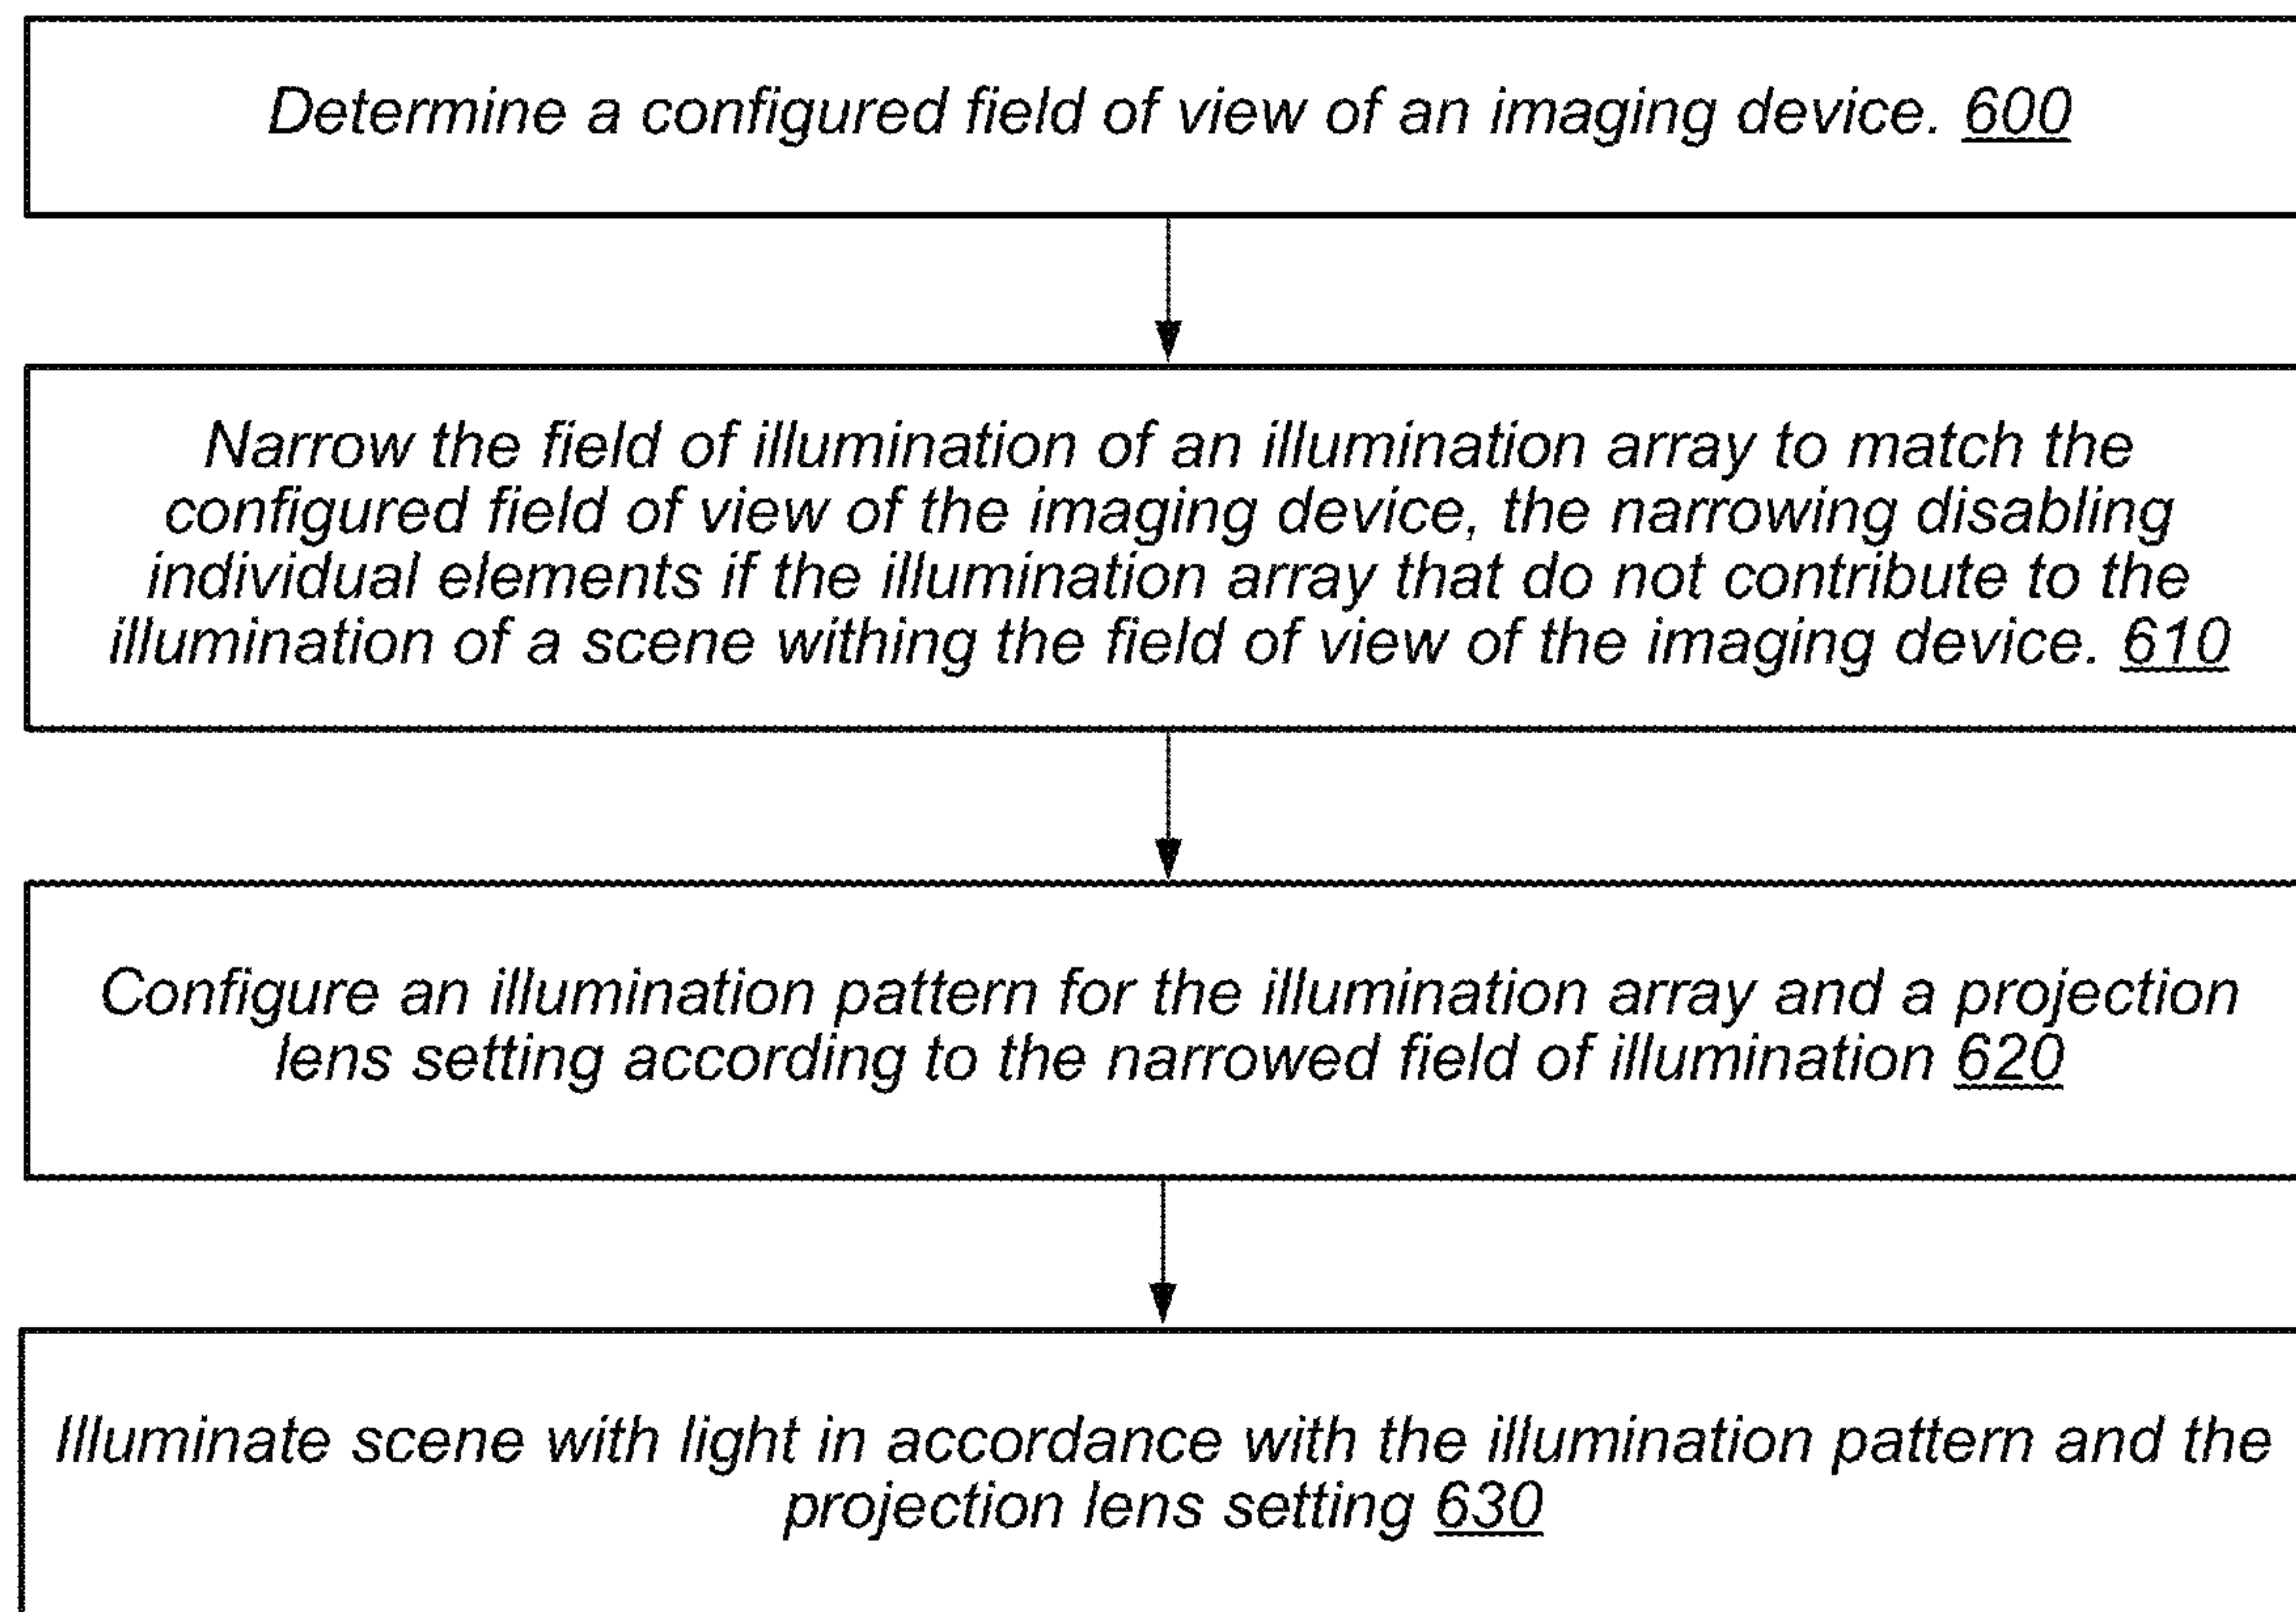 Determine a configured field of view of an imaging device. 600
Narrow the field of illumination of an illumination array to match the
configured field of view of the imaging device, the narrowing disabling
individual elements if the illumination array that do not contribute to the
illumination of a scene withing the field of view of the imaging device. 610
Configure an illumination pattern for the illumination array and a projection
lens setting according to the narrowed field of illumination 620
Illuminate scene with light in accordance with the illumination pattern and the
projection lens setting 630